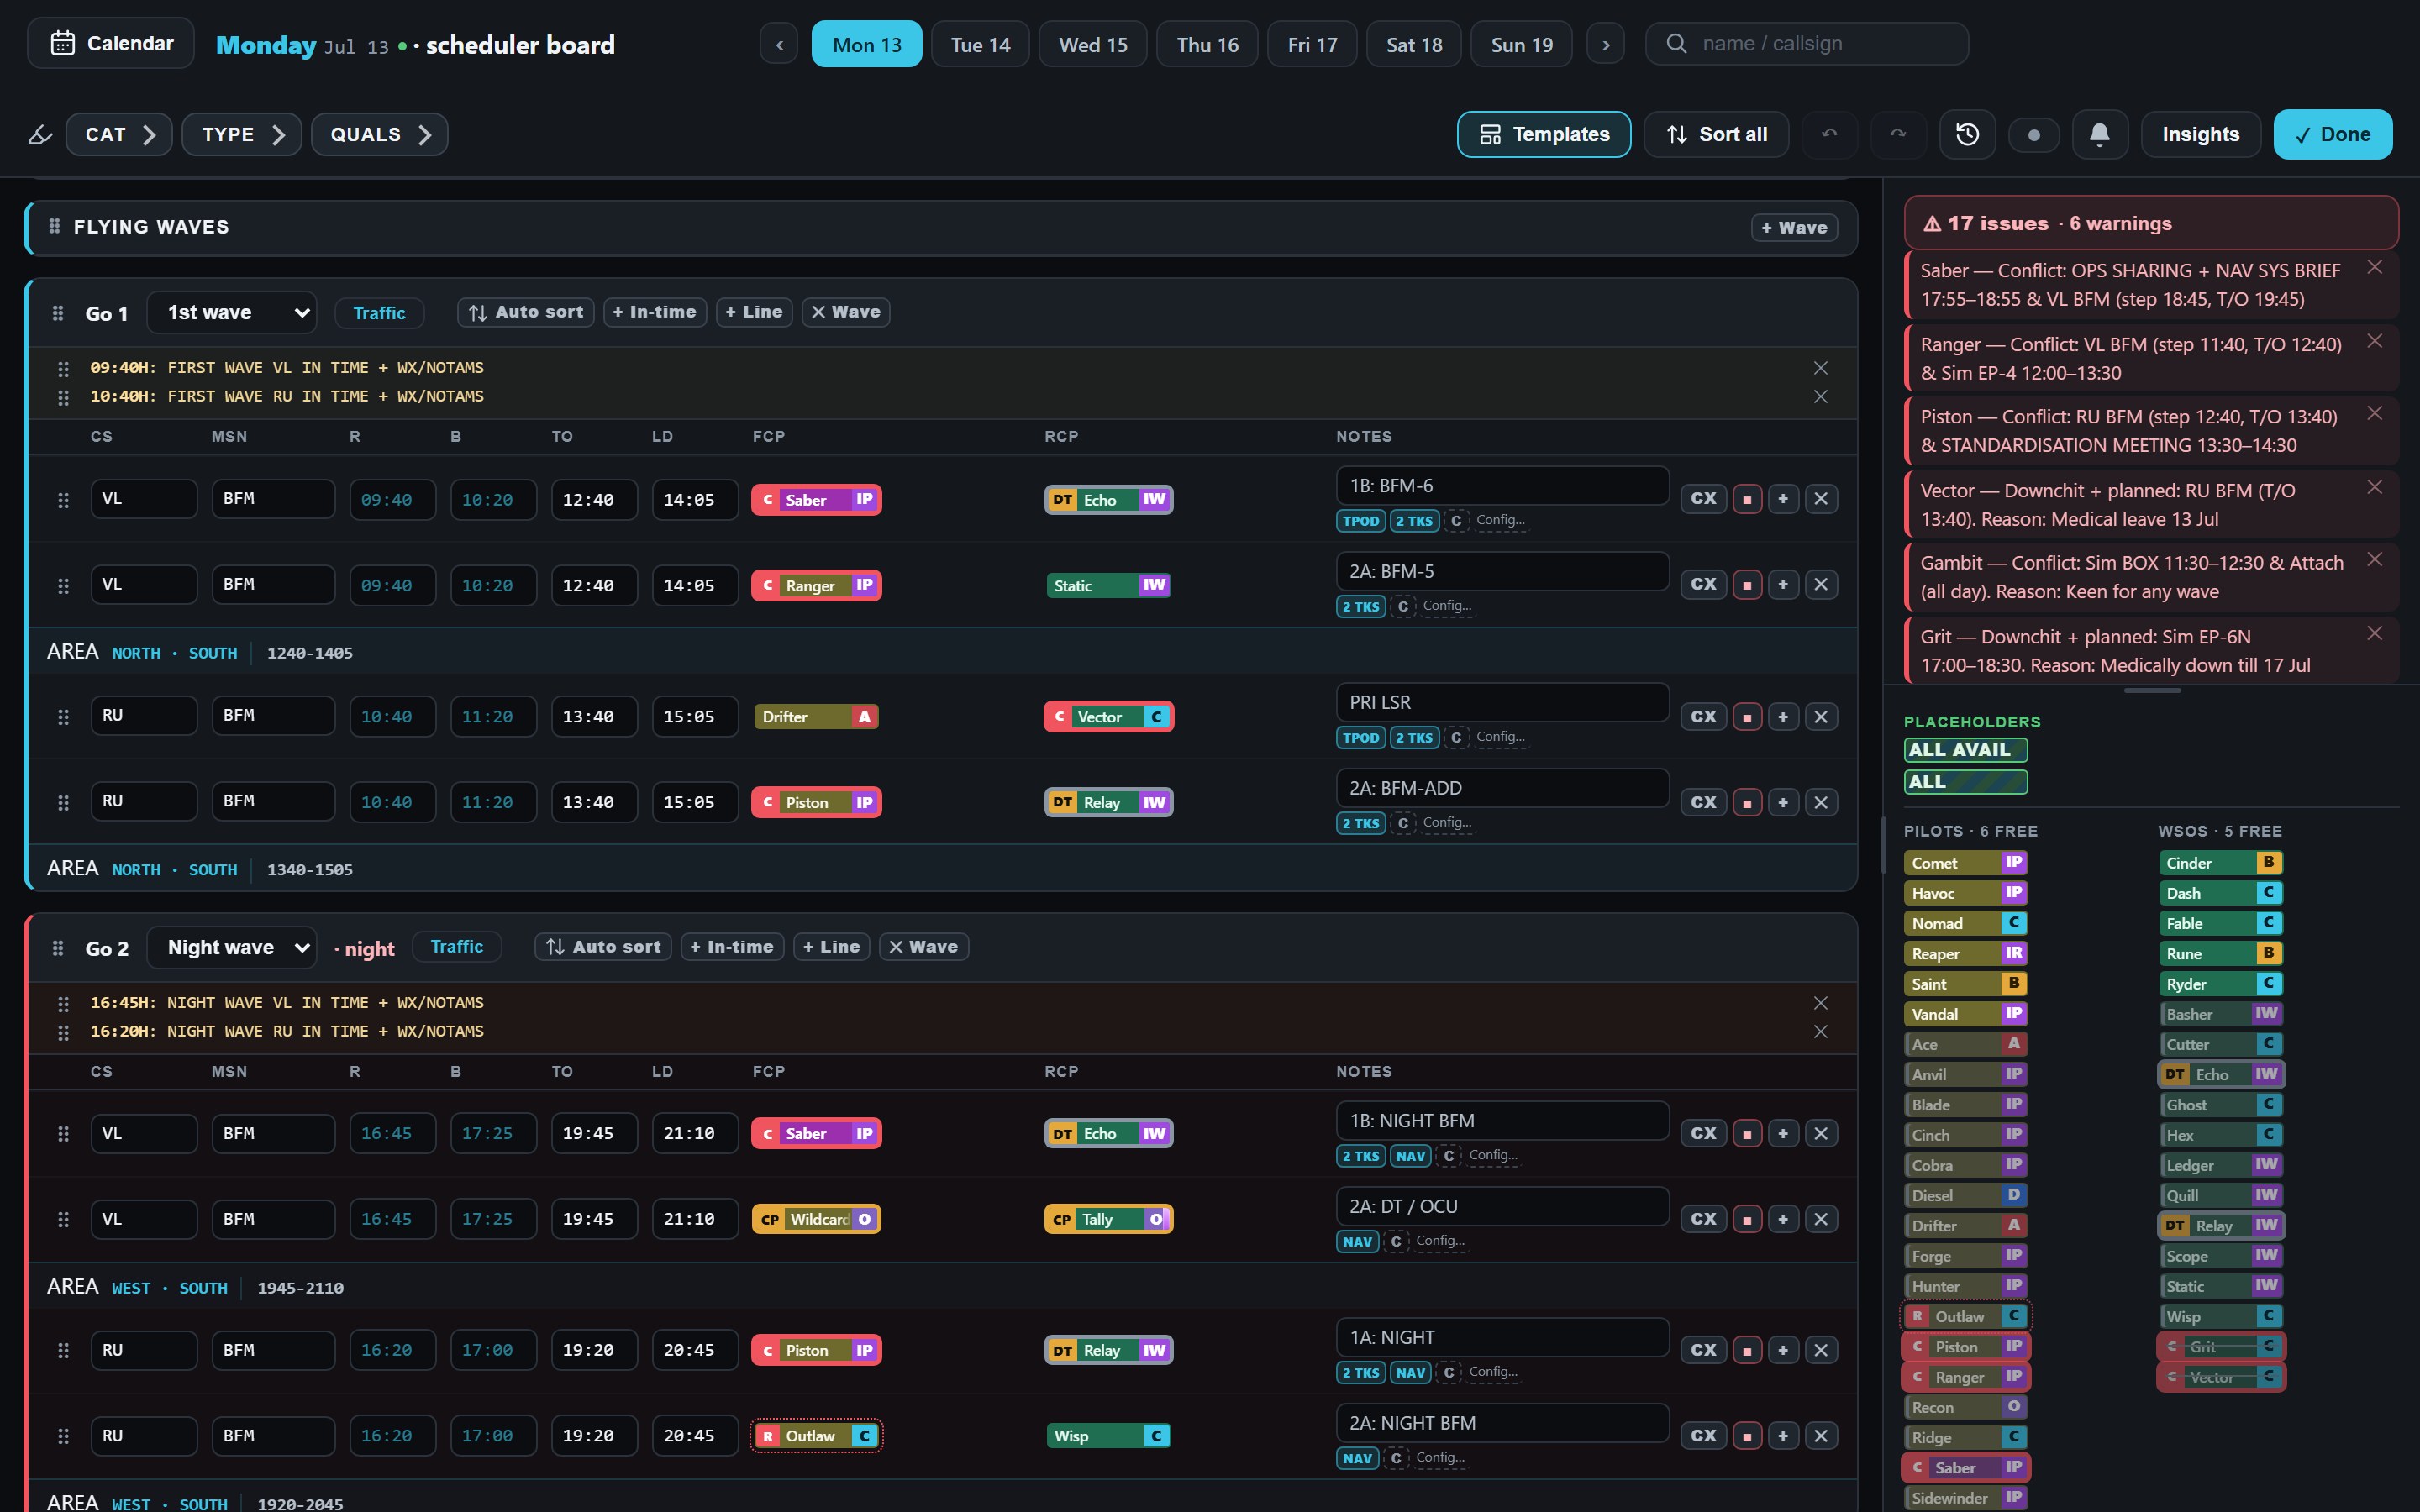 Calendar
Monday Jul 13 · scheduler board
Mon 13 Tue 14 Wed 15 Thu 16 Fri 17 Sat 18 Sun 19
name / callsign
CAT TYPE QUALS
Templates Sort all Insights ✓ Done
FLYING WAVES + Wave
Go 1 1st wave Traffic Auto sort + In-time + Line × Wave
09:40H: FIRST WAVE VL IN TIME + WX/NOTAMS
10:40H: FIRST WAVE RU IN TIME + WX/NOTAMS
CS MSN R B TO LD FCP RCP NOTES
VL BFM 09:40 10:20 12:40 14:05 C Saber IP DT Echo IW 1B: BFM-6 CX ■ + ×
TPOD 2 TKS C Config...
VL BFM 09:40 10:20 12:40 14:05 C Ranger IP Static IW 2A: BFM-5 CX ■ + ×
2 TKS C Config...
AREA NORTH · SOUTH 1240-1405
RU BFM 10:40 11:20 13:40 15:05 Drifter A C Vector C PRI LSR CX ■ + ×
TPOD 2 TKS C Config...
RU BFM 10:40 11:20 13:40 15:05 C Piston IP DT Relay IW 2A: BFM-ADD CX ■ + ×
2 TKS C Config...
AREA NORTH · SOUTH 1340-1505
Go 2 Night wave · night Traffic Auto sort + In-time + Line × Wave
16:45H: NIGHT WAVE VL IN TIME + WX/NOTAMS
16:20H: NIGHT WAVE RU IN TIME + WX/NOTAMS
CS MSN R B TO LD FCP RCP NOTES
VL BFM 16:45 17:25 19:45 21:10 C Saber IP DT Echo IW 1B: NIGHT BFM CX ■ + ×
2 TKS NAV C Config...
VL BFM 16:45 17:25 19:45 21:10 CP Wildcard O CP Tally O 2A: DT / OCU CX ■ + ×
NAV C Config...
AREA WEST · SOUTH 1945-2110
RU BFM 16:20 17:00 19:20 20:45 C Piston IP DT Relay IW 1A: NIGHT CX ■ + ×
2 TKS NAV C Config...
RU BFM 16:20 17:00 19:20 20:45 R Outlaw C Wisp C 2A: NIGHT BFM CX ■ + ×
NAV C Config...
AREA WEST · SOUTH 1920-2045
⚠ 17 issues · 6 warnings
Saber — Conflict: OPS SHARING + NAV SYS BRIEF
17:55–18:55 & VL BFM (step 18:45, T/O 19:45)
Ranger — Conflict: VL BFM (step 11:40, T/O 12:40)
& Sim EP-4 12:00–13:30
Piston — Conflict: RU BFM (step 12:40, T/O 13:40)
& STANDARDISATION MEETING 13:30–14:30
Vector — Downchit + planned: RU BFM (T/O
13:40). Reason: Medical leave 13 Jul
Gambit — Conflict: Sim BOX 11:30–12:30 & Attach
(all day). Reason: Keen for any wave
Grit — Downchit + planned: Sim EP-6N
17:00–18:30. Reason: Medically down till 17 Jul
PLACEHOLDERS
ALL AVAIL
ALL
PILOTS · 6 FREE
Comet IP
Havoc IP
Nomad C
Reaper IR
Saint B
Vandal IP
Ace A
Anvil IP
Blade IP
Cinch IP
Cobra IP
Diesel D
Drifter A
Forge IP
Hunter IP
R Outlaw C
C Piston IP
C Ranger IP
Recon O
Ridge C
C Saber IP
Sidewinder IP
WSOS · 5 FREE
Cinder B
Dash C
Fable C
Rune B
Ryder C
Basher IW
Cutter C
DT Echo IW
Ghost C
Hex C
Ledger IW
Quill IW
DT Relay IW
Scope IW
Static IW
Wisp C
C Grit C
C Vector C